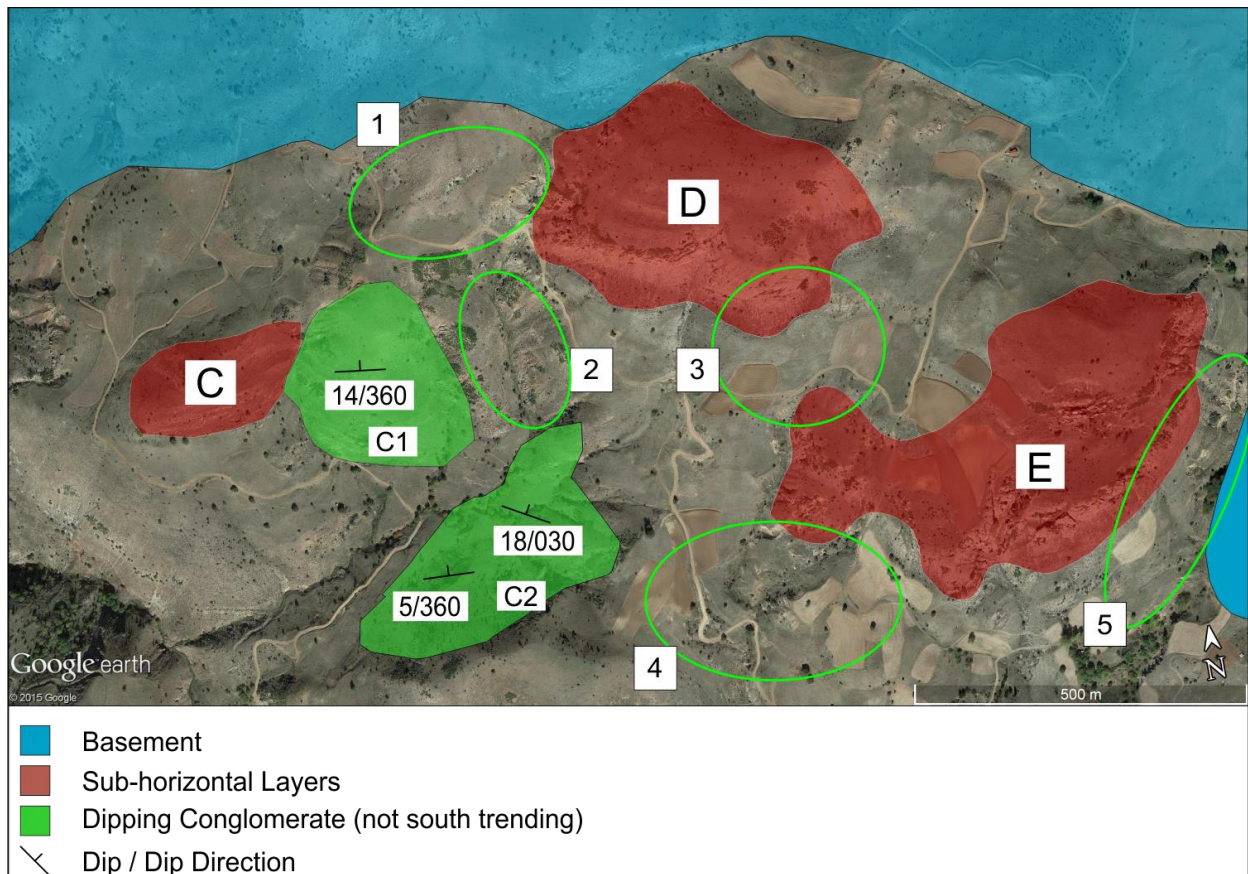 1
D
C
14/360
C1
2
3
E
18/030
5/360
C2
4
5
N
Google earth
© 2015 Google
500 m
Basement
Sub-horizontal Layers
Dipping Conglomerate (not south trending)
Dip / Dip Direction